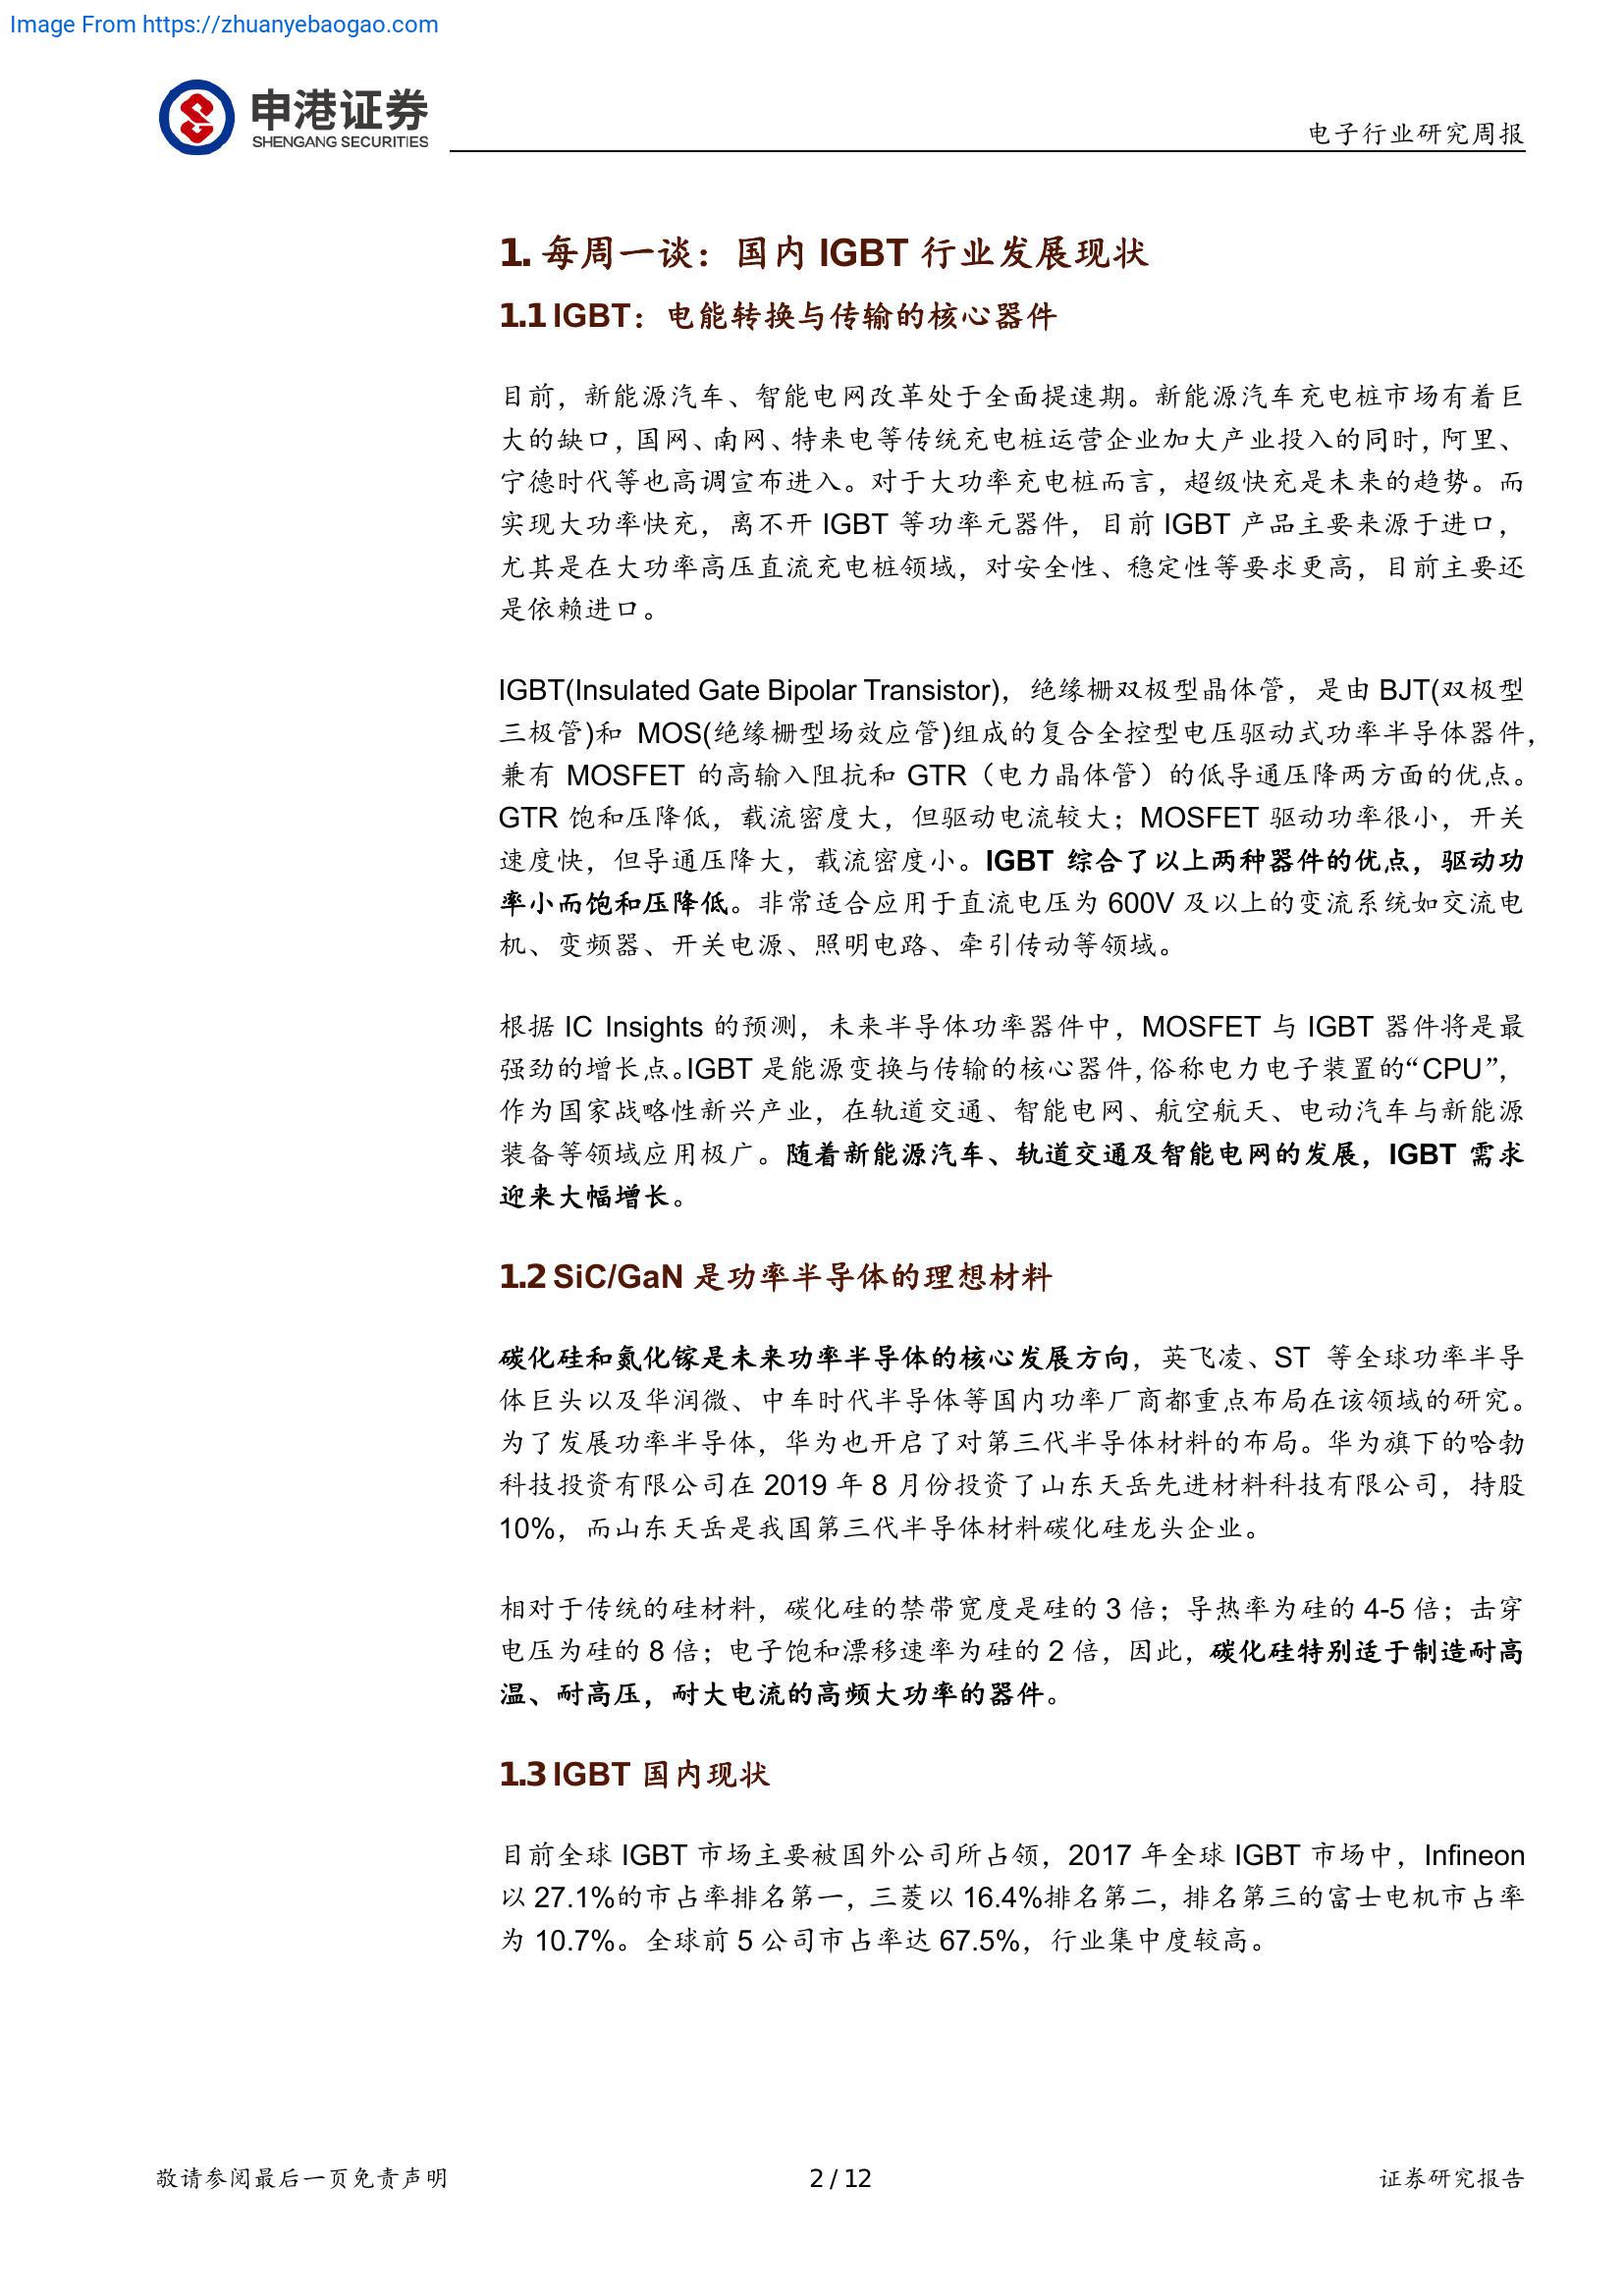 Image From https://zhuanyebaogao.com
申港证券
SHENGANG SECURITIES
电子行业研究周报
1. 每周一谈：国内 IGBT 行业发展现状
1.1 IGBT：电能转换与传输的核心器件
目前，新能源汽车、智能电网改革处于全面提速期。新能源汽车充电桩市场有着巨
大的缺口，国网、南网、特来电等传统充电桩运营企业加大产业投入的同时，阿里、
宁德时代等也高调宣布进入。对于大功率充电桩而言，超级快充是未来的趋势。而
实现大功率快充，离不开 IGBT 等功率元器件，目前 IGBT 产品主要来源于进口，
尤其是在大功率高压直流充电桩领域，对安全性、稳定性等要求更高，目前主要还
是依赖进口。
IGBT(Insulated Gate Bipolar Transistor)，绝缘栅双极型晶体管，是由 BJT(双极型
三极管)和 MOS(绝缘栅型场效应管)组成的复合全控型电压驱动式功率半导体器件，
兼有 MOSFET 的高输入阻抗和 GTR（电力晶体管）的低导通压降两方面的优点。
GTR 饱和压降低，载流密度大，但驱动电流较大；MOSFET 驱动功率很小，开关
速度快，但导通压降大，载流密度小。IGBT 综合了以上两种器件的优点，驱动功
率小而饱和压降低。非常适合应用于直流电压为 600V 及以上的变流系统如交流电
机、变频器、开关电源、照明电路、牵引传动等领域。
根据 IC Insights 的预测，未来半导体功率器件中，MOSFET 与 IGBT 器件将是最
强劲的增长点。IGBT 是能源变换与传输的核心器件，俗称电力电子装置的“CPU”，
作为国家战略性新兴产业，在轨道交通、智能电网、航空航天、电动汽车与新能源
装备等领域应用极广。随着新能源汽车、轨道交通及智能电网的发展，IGBT 需求
迎来大幅增长。
1.2 SiC/GaN 是功率半导体的理想材料
碳化硅和氮化镓是未来功率半导体的核心发展方向，英飞凌、ST 等全球功率半导
体巨头以及华润微、中车时代半导体等国内功率厂商都重点布局在该领域的研究。
为了发展功率半导体，华为也开启了对第三代半导体材料的布局。华为旗下的哈勃
科技投资有限公司在 2019 年 8 月份投资了山东天岳先进材料科技有限公司，持股
10%，而山东天岳是我国第三代半导体材料碳化硅龙头企业。
相对于传统的硅材料，碳化硅的禁带宽度是硅的 3 倍；导热率为硅的 4-5 倍；击穿
电压为硅的 8 倍；电子饱和漂移速率为硅的 2 倍，因此，碳化硅特别适于制造耐高
温、耐高压，耐大电流的高频大功率的器件。
1.3 IGBT 国内现状
目前全球 IGBT 市场主要被国外公司所占领，2017 年全球 IGBT 市场中，Infineon
以 27.1%的市占率排名第一，三菱以 16.4%排名第二，排名第三的富士电机市占率
为 10.7%。全球前 5 公司市占率达 67.5%，行业集中度较高。
敬请参阅最后一页免责声明
2 / 12
证券研究报告